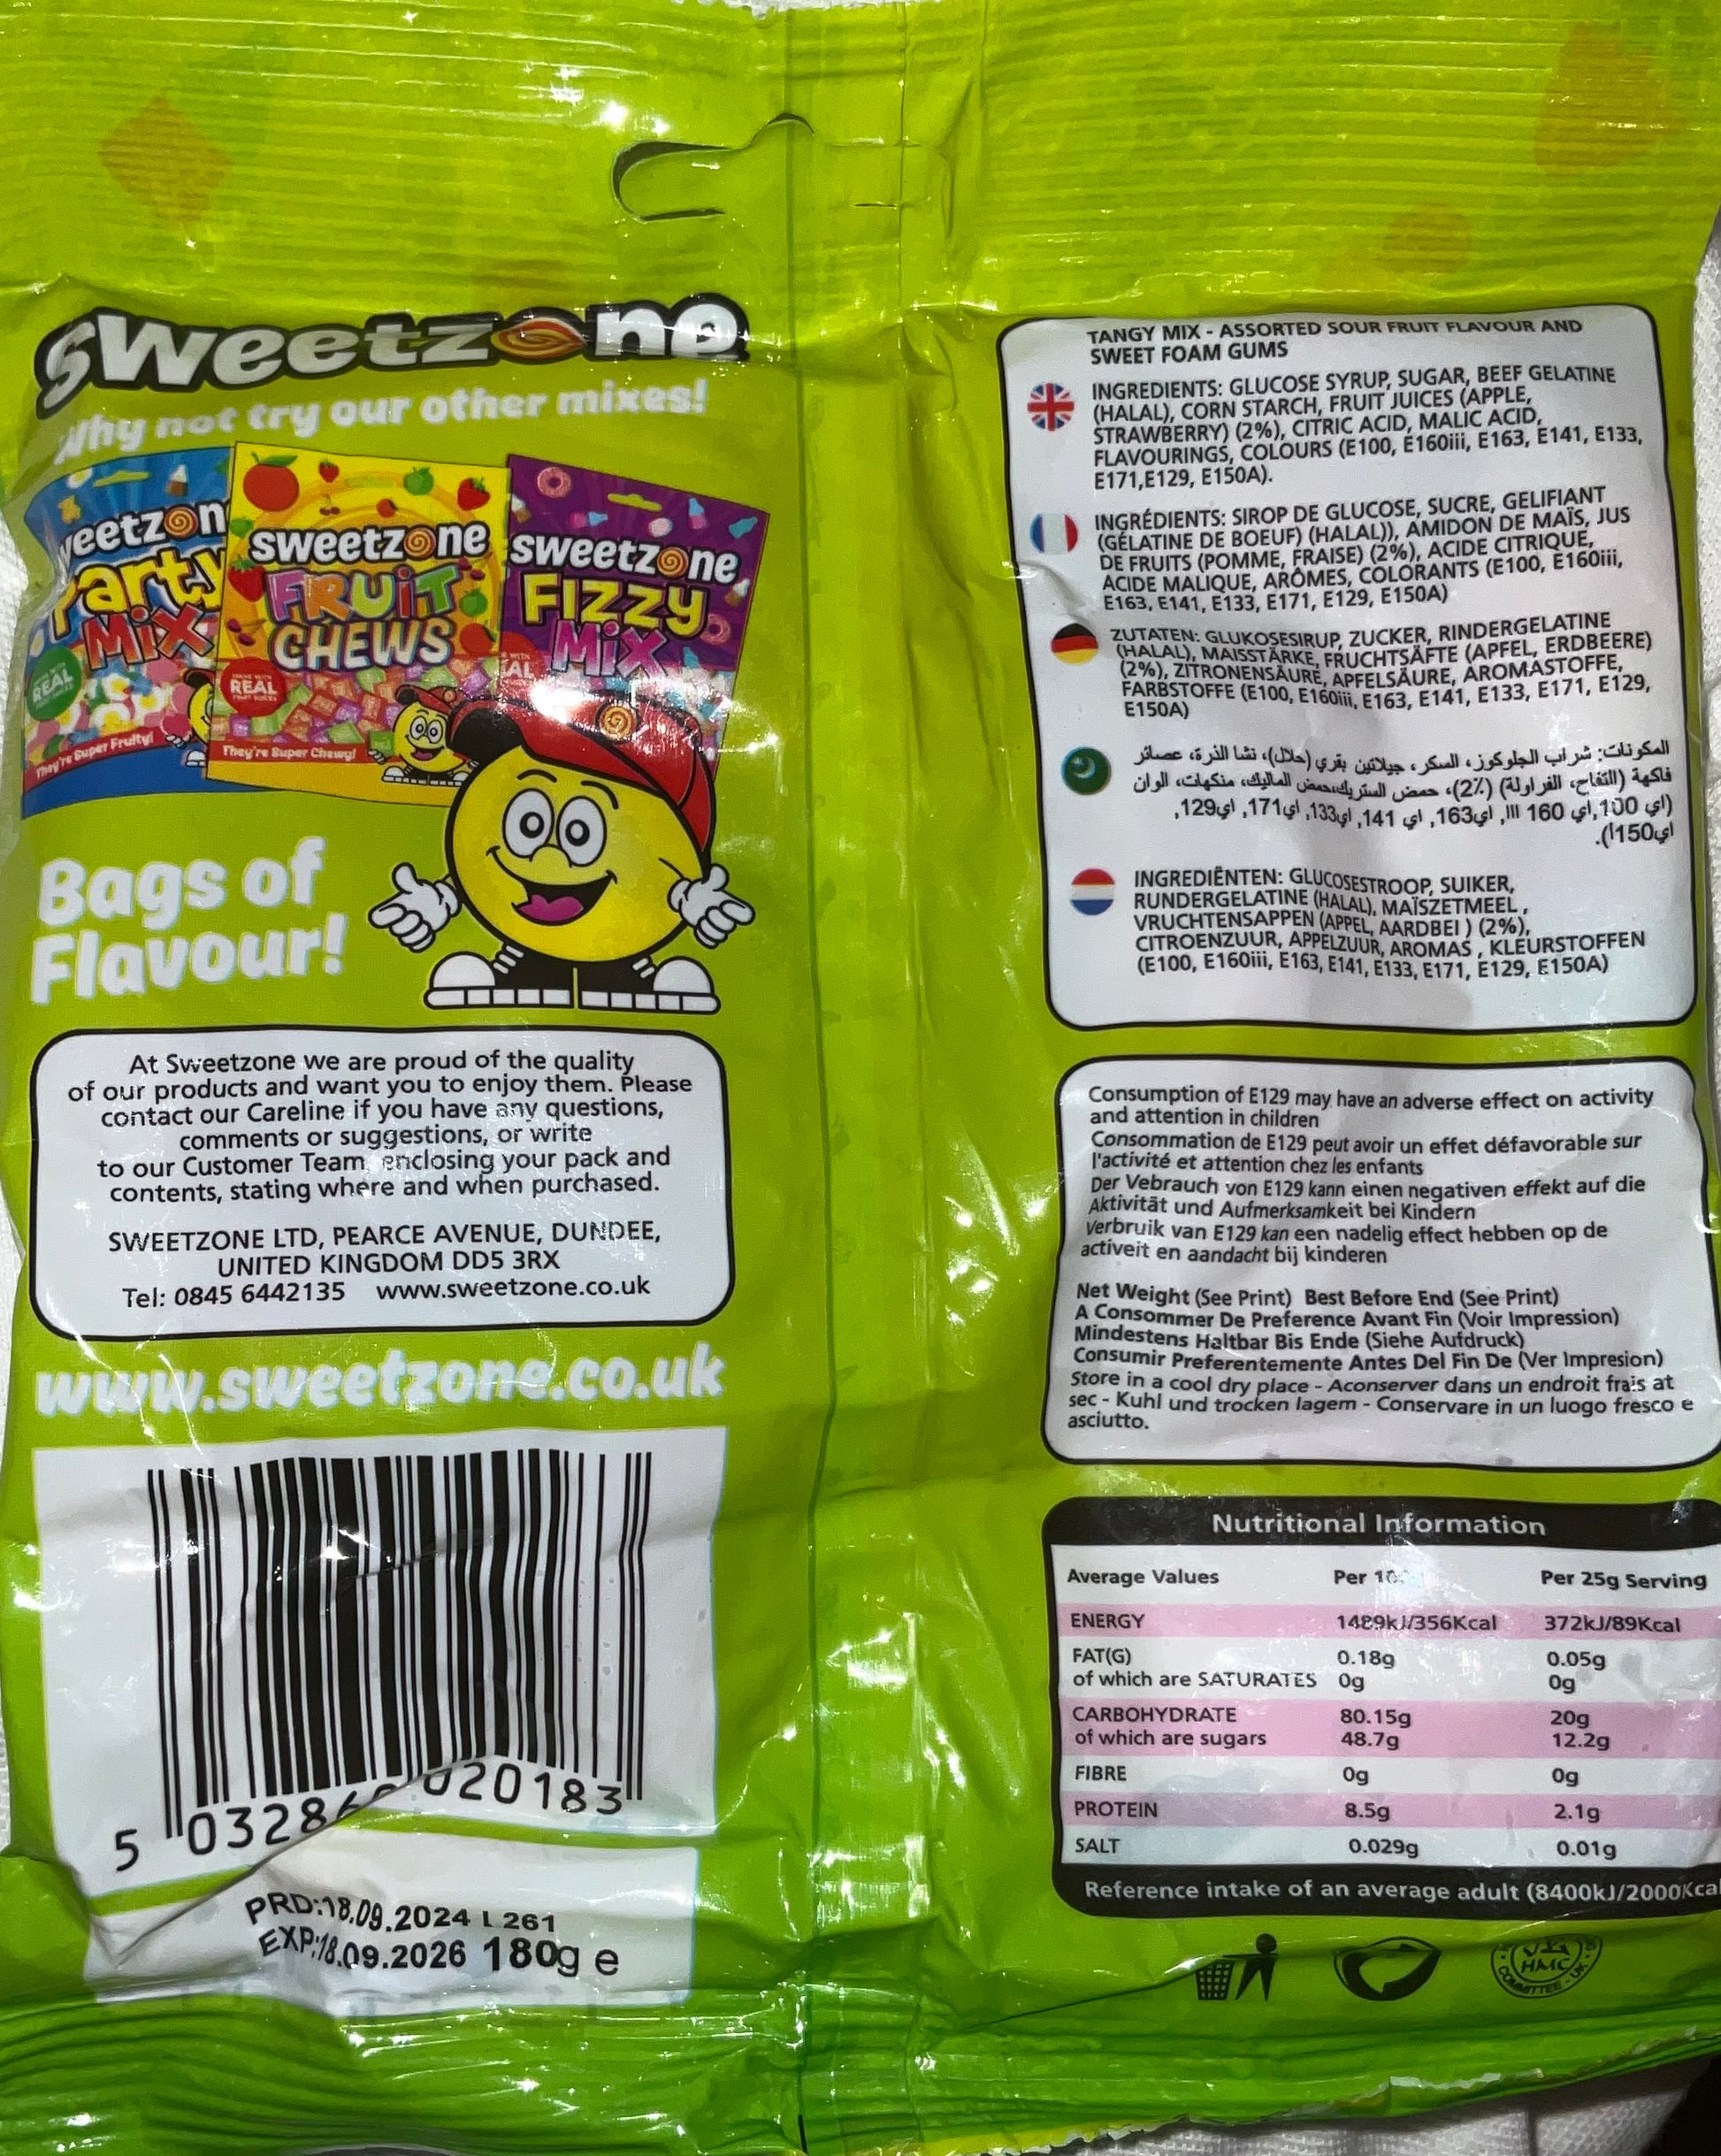 sweetzone
Why not try our other mixes!
weetzon
Party
Mix
REAL
They're Super Fruity!
sweetzone
FRUIT
CHEWS
MADE WITH
REAL
FRUIT JUICES
They're Super Chewy!
sweetzone
FIZZY
Mix
WITH
EAL
Bags of
Flavour!
At Sweetzone we are proud of the quality
of our products and want you to enjoy them. Please
contact our Careline if you have any questions,
comments or suggestions, or write
to our Customer Team, enclosing your pack and
contents, stating where and when purchased.
SWEETZONE LTD, PEARCE AVENUE, DUNDEE,
UNITED KINGDOM DD5 3RX
Tel: 0845 6442135 www.sweetzone.co.uk
www.sweetzone.co.uk
5 03286 020183
PRD:18.09.2024 L 261
EXP:18.09.2026 180g e
TANGY MIX - ASSORTED SOUR FRUIT FLAVOUR AND
SWEET FOAM GUMS
INGREDIENTS: GLUCOSE SYRUP, SUGAR, BEEF GELATINE
(HALAL), CORN STARCH, FRUIT JUICES (APPLE,
STRAWBERRY) (2%), CITRIC ACID, MALIC ACID,
FLAVOURINGS, COLOURS (E100, E160iii, E163, E141, E133,
E171,E129, E150A).
INGRÉDIENTS: SIROP DE GLUCOSE, SUCRE, GELIFIANT
(GÉLATINE DE BOEUF) (HALAL)), AMIDON DE MAÏS, JUS
DE FRUITS (POMME, FRAISE) (2%), ACIDE CITRIQUE,
ACIDE MALIQUE, ARÔMES, COLORANTS (E100, E160iii,
E163, E141, E133, E171, E129, E150A)
ZUTATEN: GLUKOSESIRUP, ZUCKER, RINDERGELATINE
(HALAL), MAISSTÄRKE, FRUCHTSÄFTE (APFEL, ERDBEERE)
(2%), ZITRONENSÄURE, APFELSÄURE, AROMASTOFFE,
FARBSTOFFE (E100, E160iii, E163, E141, E133, E171, E129,
E150A)
المكونات: شراب الجلوكوز، السكر، جيلاتين بقري (حلال)، نشا الذرة، عصائر
فاكهة (التفاح، الفراولة) (2٪)، حمض الستريك،حمض الماليك، منكهات، الوان
(اي 100, اي 160 iii, اي163, اي 141, اي133, اي171, اي129,
اي150ا).
INGREDIËNTEN: GLUCOSESTROOP, SUIKER,
RUNDERGELATINE (HALAL), MAÏSZETMEEL ,
VRUCHTENSAPPEN (APPEL, AARDBEI ) (2%),
CITROENZUUR, APPELZUUR, AROMAS , KLEURSTOFFEN
(E100, E160iii, E163, E141, E133, E171, E129, E150A)
Consumption of E129 may have an adverse effect on activity
and attention in children
Consommation de E129 peut avoir un effet défavorable sur
l'activité et attention chez les enfants
Der Vebrauch von E129 kann einen negativen effekt auf die
Aktivität und Aufmerksamkeit bei Kindern
Verbruik van E129 kan een nadelig effect hebben op de
activeit en aandacht bij kinderen
Net Weight (See Print) Best Before End (See Print)
A Consommer De Preference Avant Fin (Voir Impression)
Mindestens Haltbar Bis Ende (Siehe Aufdruck)
Consumir Preferentemente Antes Del Fin De (Ver Impresion)
Store in a cool dry place - Aconserver dans un endroit frais at
sec - Kuhl und trocken lagem - Conservare in un luogo fresco e
asciutto.
Nutritional Information
Average Values Per Per 25g Serving
ENERGY 1489kJ/356Kcal 372kJ/89Kcal
FAT(G) 0.18g 0.05g
of which are SATURATES 0g 0g
CARBOHYDRATE 80.15g 20g
of which are sugars 48.7g 12.2g
FIBRE 0g 0g
PROTEIN 8.5g 2.1g
SALT 0.029g 0.01g
Reference intake of an average adult (8400kJ/2000Kcal
HMC
COMMITTEE - UK